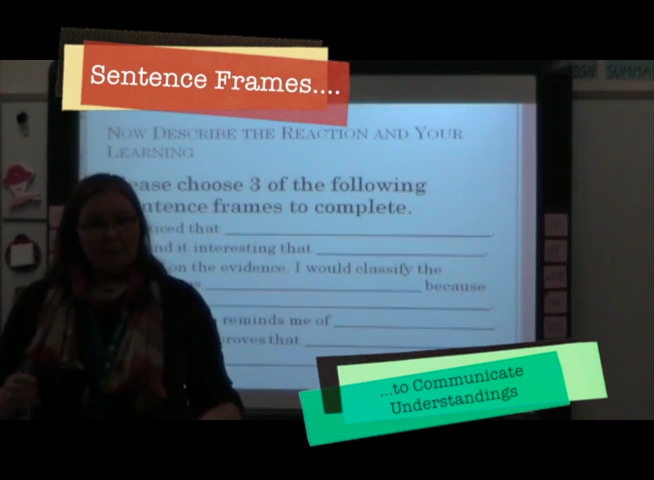 Sentence Frames....
SUMMA
NOW DESCRIBE THE REACTION AND YOUR
LEARNING
ease choose 3 of the following
ntence frames to complete.
iced that
nd it interesting that
on the evidence, I would classify the
because
reminds me of
roves that
...to Communicate
Understandings